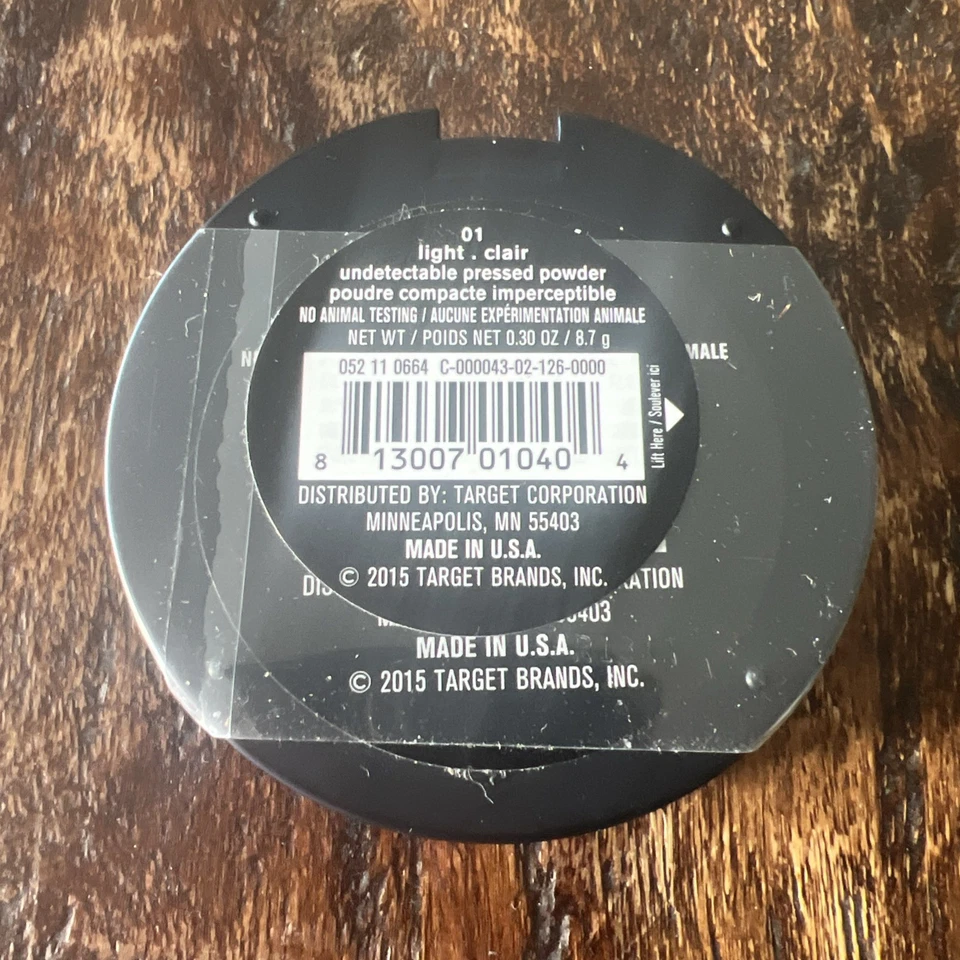 01
light . clair
undetectable pressed powder
poudre compacte imperceptible
NO ANIMAL TESTING / AUCUNE EXPÉRIMENTATION ANIMALE
NET WT / POIDS NET 0.30 OZ / 8.7 g
052 11 0664 C-000043-02-126-0000
8 13007 01040 4
Lift Here / Soulever ici
DISTRIBUTED BY: TARGET CORPORATION
MINNEAPOLIS, MN 55403
MADE IN U.S.A.
© 2015 TARGET BRANDS, INC.
MADE IN U.S.A.
© 2015 TARGET BRANDS, INC.